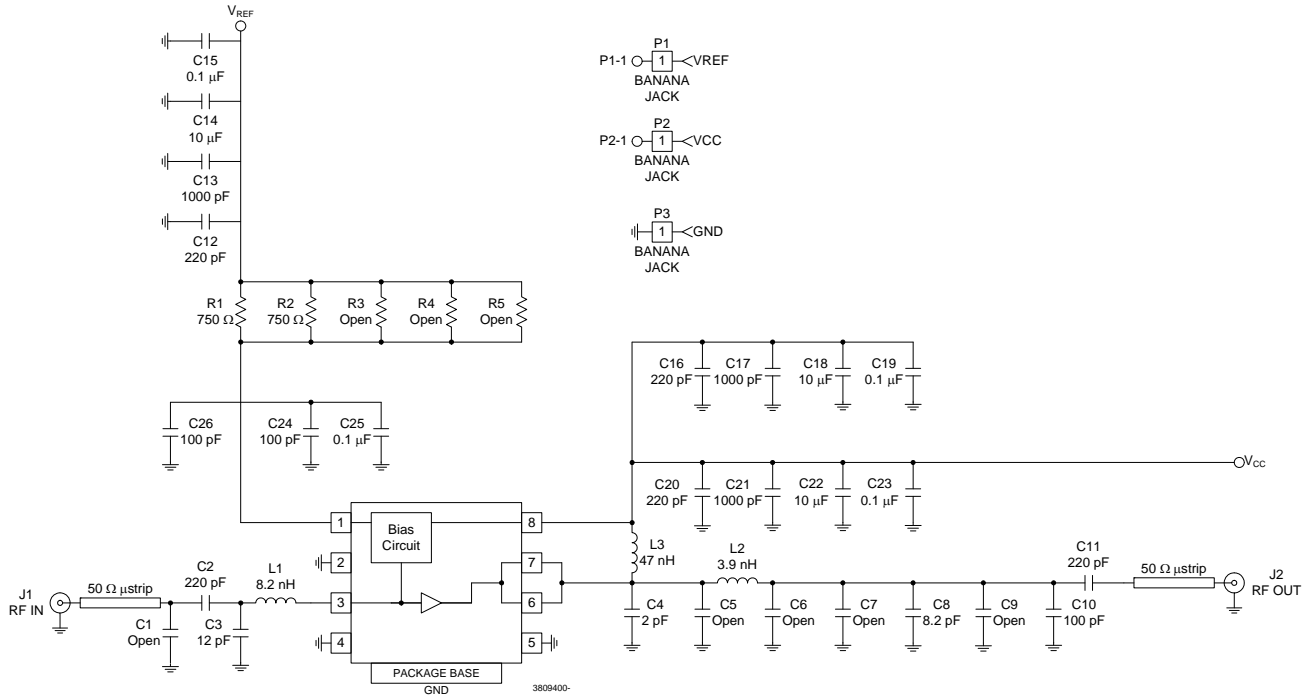 VREF
C15
0.1 µF
C14
10 µF
C13
1000 pF
C12
220 pF
P1
P1-1 1 VREF
BANANA
JACK
P2
P2-1 1 VCC
BANANA
JACK
P3
1 GND
BANANA
JACK
R1
750 Ω
R2
750 Ω
R3
Open
R4
Open
R5
Open
C16
220 pF
C17
1000 pF
C18
10 µF
C19
0.1 µF
C26
100 pF
C24
100 pF
C25
0.1 µF
VCC
C20
220 pF
C21
1000 pF
C22
10 µF
C23
0.1 µF
1
Bias
Circuit
8
2
7
3
6
4
5
PACKAGE BASE
GND
3809400-
J1
RF IN
50 Ω µstrip
C1
Open
C2
220 pF
C3
12 pF
L1
8.2 nH
L3
47 nH
L2
3.9 nH
C4
2 pF
C5
Open
C6
Open
C7
Open
C8
8.2 pF
C9
Open
C10
100 pF
C11
220 pF
50 Ω µstrip
J2
RF OUT